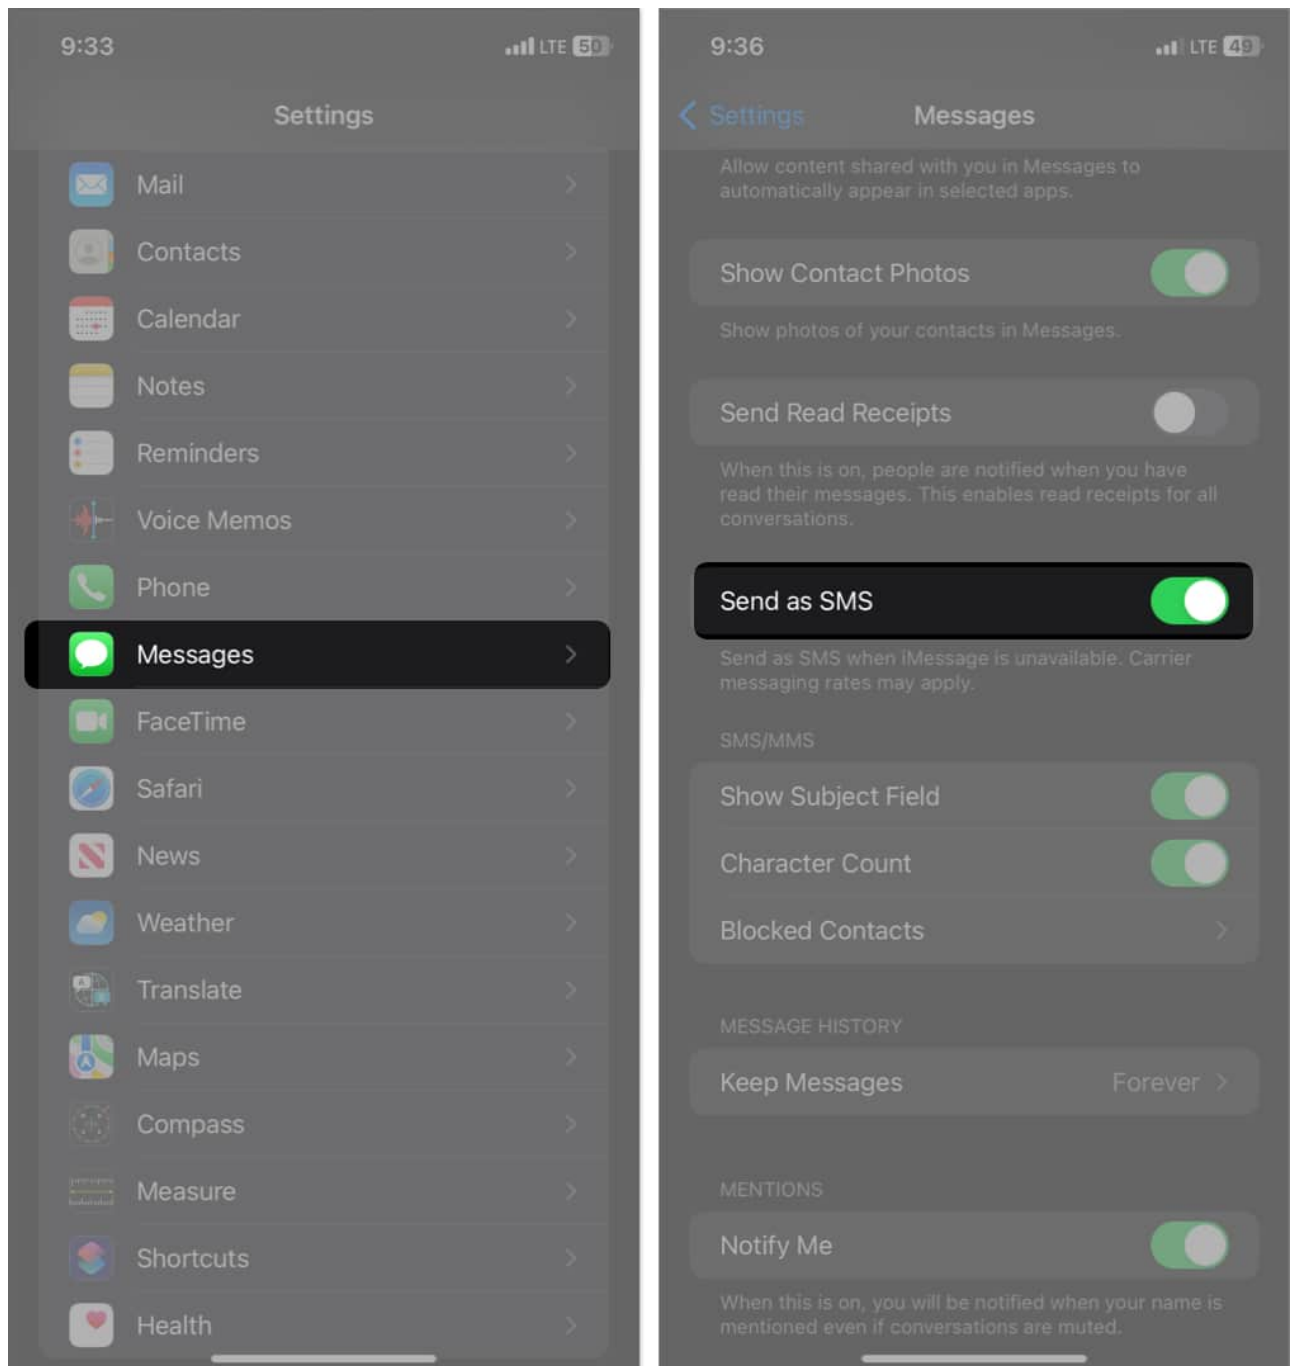 9:33
LTE 50
Settings
Mail
Contacts
Calendar
Notes
Reminders
Voice Memos
Phone
Messages
FaceTime
Safari
News
Weather
Translate
Maps
Compass
Measure
Shortcuts
Health
9:36
LTE 49
Settings
Messages
Allow content shared with you in Messages to
automatically appear in selected apps.
Show Contact Photos
Show photos of your contacts in Messages.
Send Read Receipts
When this is on, people are notified when you have
read their messages. This enables read receipts for all
conversations.
Send as SMS
Send as SMS when iMessage is unavailable. Carrier
messaging rates may apply.
SMS/MMS
Show Subject Field
Character Count
Blocked Contacts
MESSAGE HISTORY
Keep Messages Forever
MENTIONS
Notify Me
When this is on, you will be notified when your name is
mentioned even if conversations are muted.